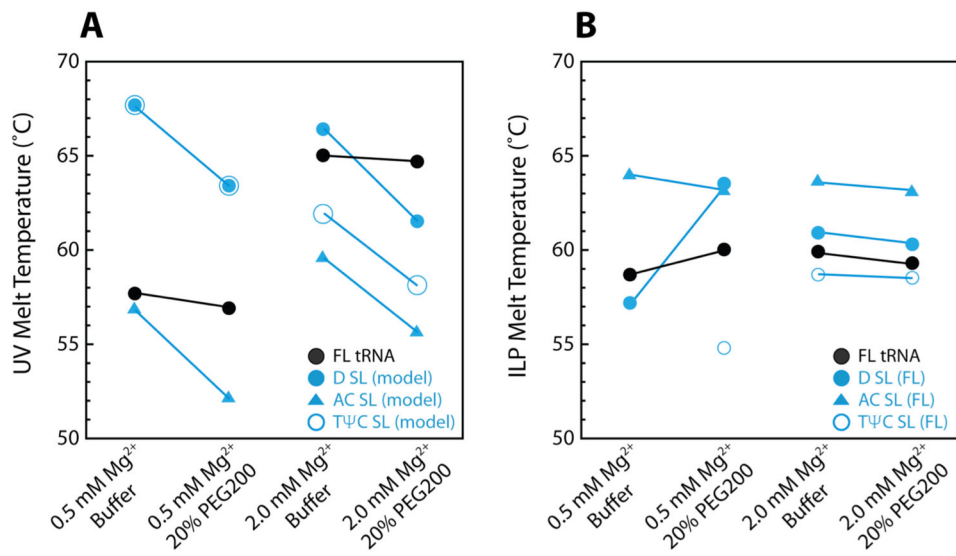 A
B
UV Melt Temperature (˚C)
70
65
60
55
50
FL tRNA
D SL (model)
AC SL (model)
TΨC SL (model)
0.5 mM Mg²⁺
Buffer
0.5 mM Mg²⁺
20% PEG200
2.0 mM Mg²⁺
Buffer
2.0 mM Mg²⁺
20% PEG200
ILP Melt Temperature (˚C)
70
65
60
55
50
FL tRNA
D SL (FL)
AC SL (FL)
TΨC SL (FL)
0.5 mM Mg²⁺
Buffer
0.5 mM Mg²⁺
20% PEG200
2.0 mM Mg²⁺
Buffer
2.0 mM Mg²⁺
20% PEG200